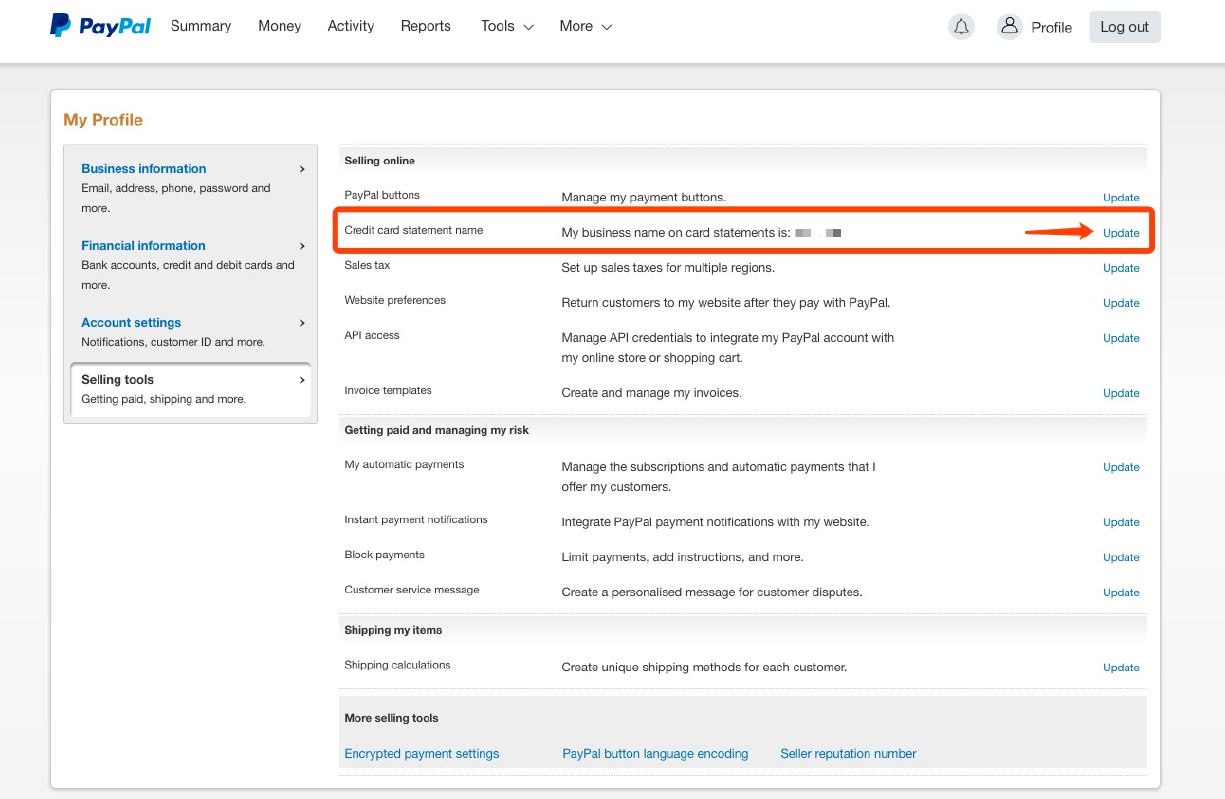 PayPal Summary Money Activity Reports Tools More Profile Log out
My Profile
Business information
Email, address, phone, password and
more.
Financial information
Bank accounts, credit and debit cards and
more.
Account settings
Notifications, customer ID and more.
Selling tools
Getting paid, shipping and more.
Selling online
PayPal buttons Manage my payment buttons. Update
Credit card statement name My business name on card statements is: Update
Sales tax Set up sales taxes for multiple regions. Update
Website preferences Return customers to my website after they pay with PayPal. Update
API access Manage API credentials to integrate my PayPal account with Update
my online store or shopping cart.
Invoice templates Create and manage my invoices. Update
Getting paid and managing my risk
My automatic payments Manage the subscriptions and automatic payments that I Update
offer my customers.
Instant payment notifications Integrate PayPal payment notifications with my website. Update
Block payments Limit payments, add instructions, and more. Update
Customer service message Create a personalised message for customer disputes. Update
Shipping my items
Shipping calculations Create unique shipping methods for each customer. Update
More selling tools
Encrypted payment settings PayPal button language encoding Seller reputation number